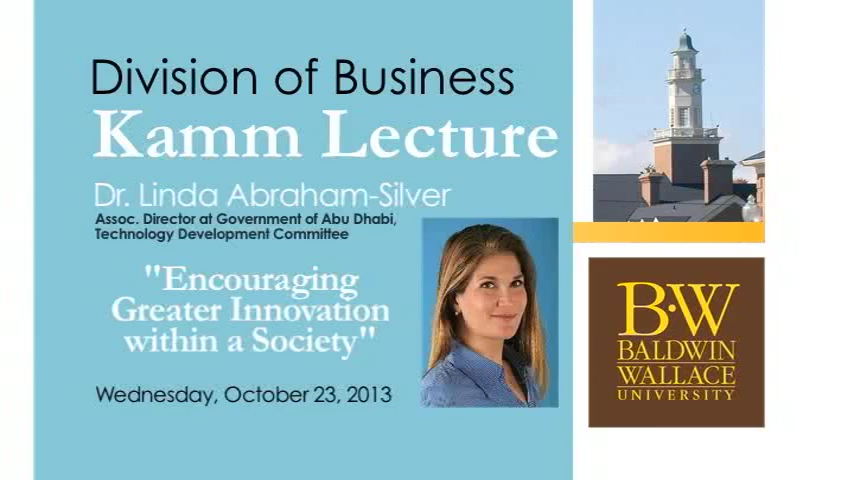 Division of Business
Kamm Lecture
Dr. Linda Abraham-Silver
Assoc. Director at Government of Abu Dhabi,
Technology Development Committee
"Encouraging
Greater Innovation
within a Society"
Wednesday, October 23, 2013
B·W
BALDWIN
WALLACE
UNIVERSITY